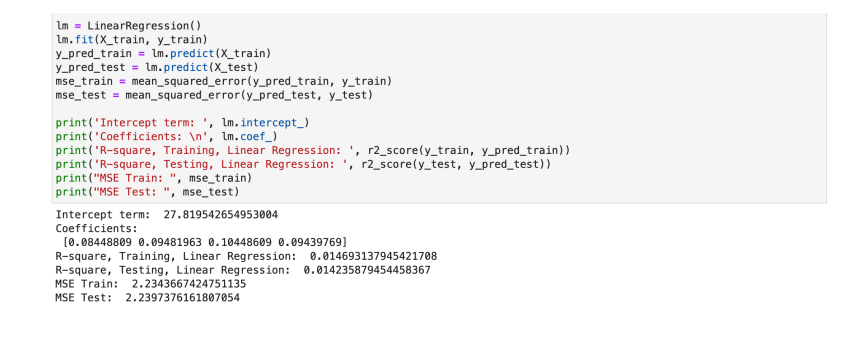 lm = LinearRegression()
lm.fit(X_train, y_train)
y_pred_train = lm.predict(X_train)
y_pred_test = lm.predict(X_test)
mse_train = mean_squared_error(y_pred_train, y_train)
mse_test = mean_squared_error(y_pred_test, y_test)
print('Intercept term: ', lm.intercept_)
print('Coefficients: \n', lm.coef_)
print('R-square, Training, Linear Regression: ', r2_score(y_train, y_pred_train))
print('R-square, Testing, Linear Regression: ', r2_score(y_test, y_pred_test))
print("MSE Train: ", mse_train)
print("MSE Test: ", mse_test)
Intercept term:  27.819542654953004
Coefficients:
 [0.08448809 0.09481963 0.10448609 0.09439769]
R-square, Training, Linear Regression:  0.014693137945421708
R-square, Testing, Linear Regression:  0.014235879454458367
MSE Train:  2.2343667424751135
MSE Test:  2.2397376161807054